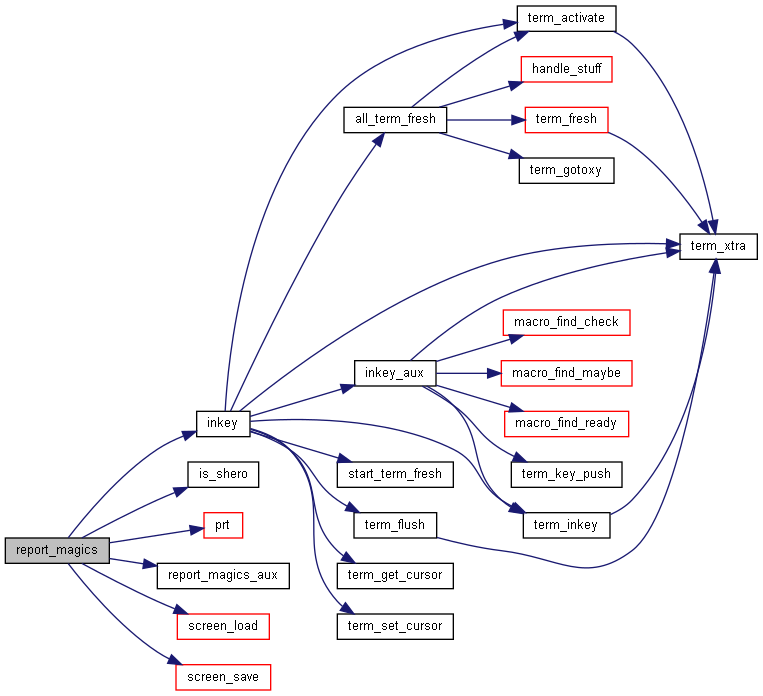 term_activate
handle_stuff
all_term_fresh
term_fresh
term_gotoxy
term_xtra
macro_find_check
inkey_aux
macro_find_maybe
inkey
macro_find_ready
is_shero
start_term_fresh
term_key_push
prt
term_flush
term_inkey
report_magics
report_magics_aux
term_get_cursor
screen_load
term_set_cursor
screen_save